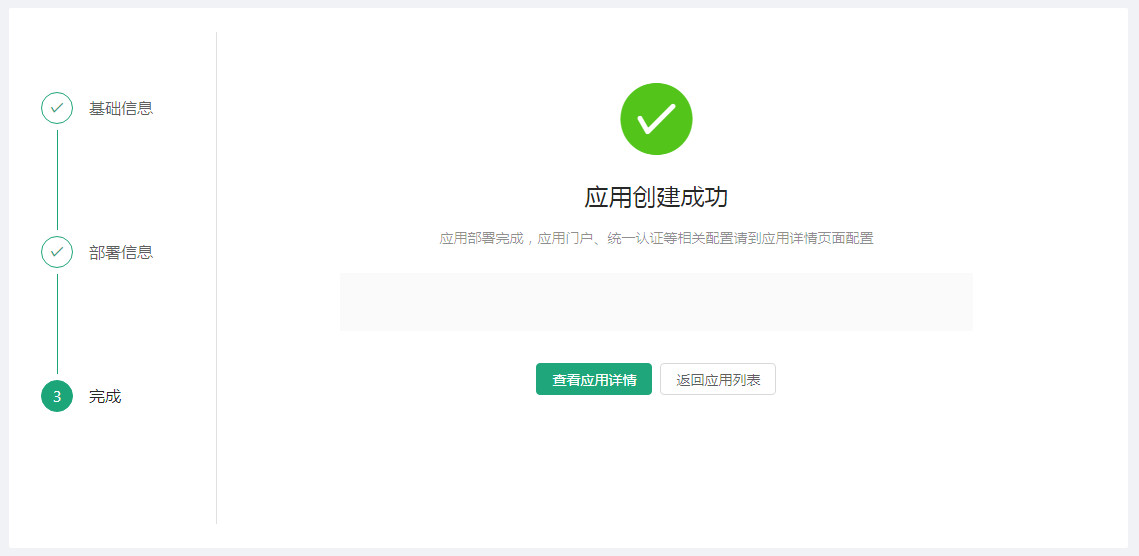 基础信息
部署信息
3 完成
应用创建成功
应用部署完成，应用门户、统一认证等相关配置请到应用详情页面配置
查看应用详情 返回应用列表